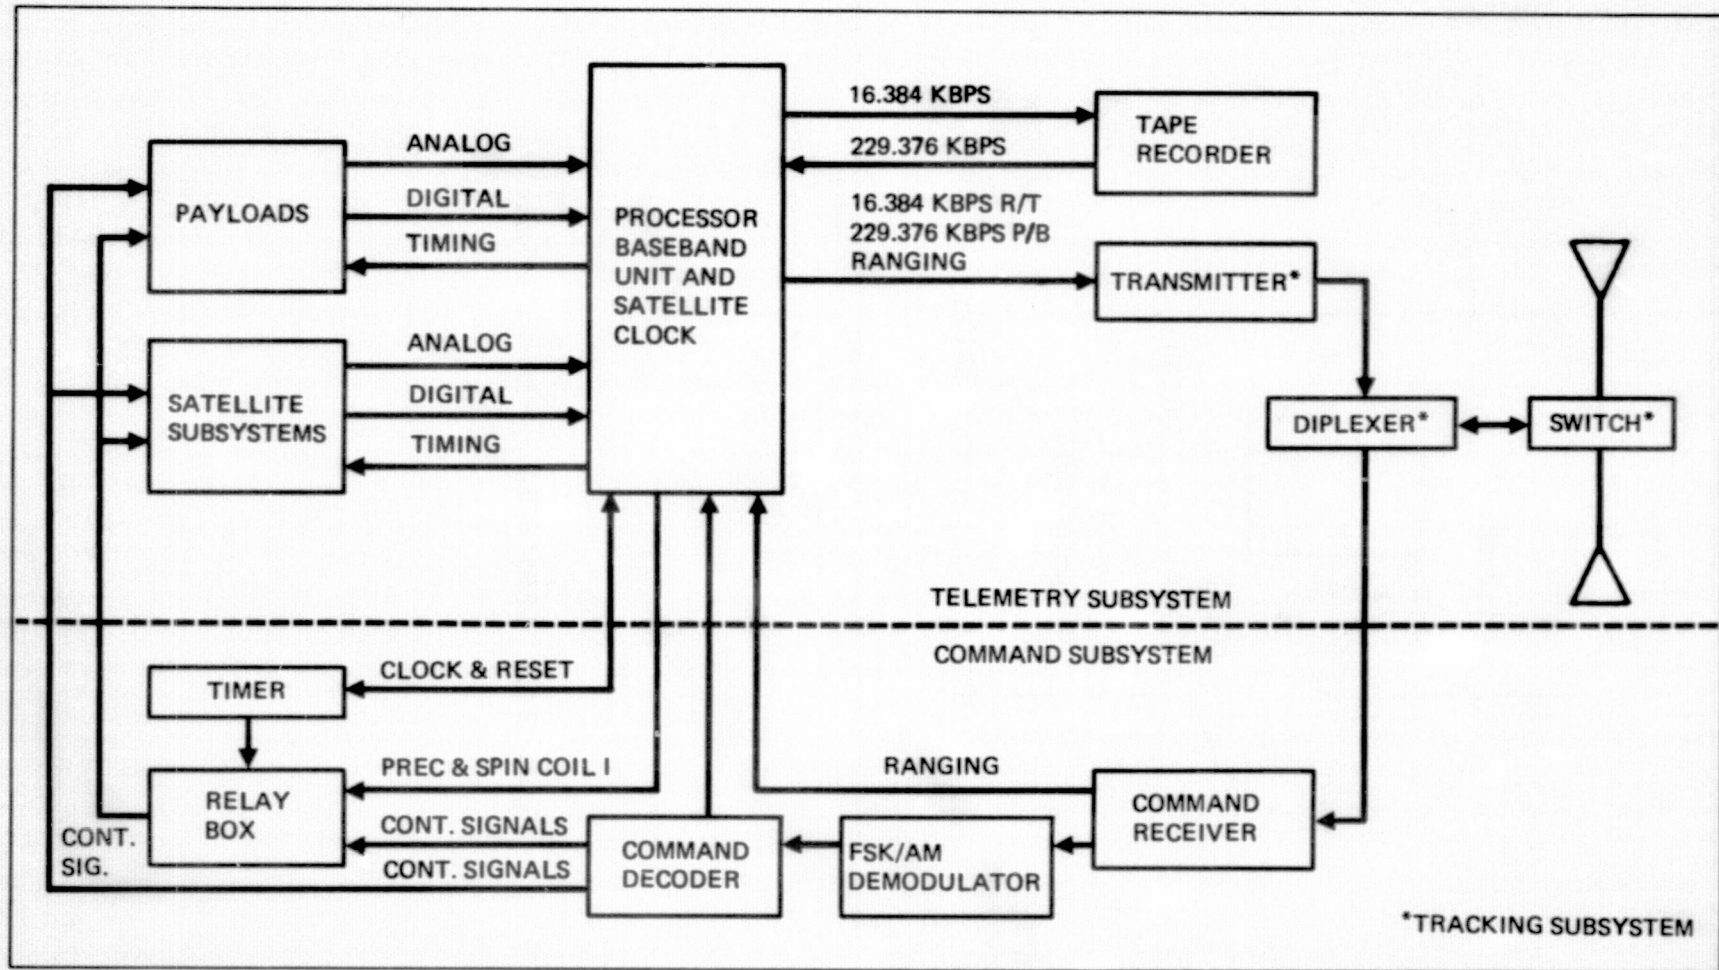 16.384 KBPS
229.376 KBPS
TAPE
RECORDER
ANALOG
DIGITAL
TIMING
PAYLOADS
PROCESSOR
BASEBAND
UNIT AND
SATELLITE
CLOCK
16.384 KBPS R/T
229.376 KBPS P/B
RANGING
TRANSMITTER*
ANALOG
DIGITAL
TIMING
SATELLITE
SUBSYSTEMS
DIPLEXER*
SWITCH*
TELEMETRY SUBSYSTEM
COMMAND SUBSYSTEM
TIMER
CLOCK & RESET
PREC & SPIN COIL I
RELAY
BOX
CONT. SIGNALS
CONT. SIGNALS
CONT.
SIG.
RANGING
COMMAND
RECEIVER
FSK/AM
DEMODULATOR
COMMAND
DECODER
*TRACKING SUBSYSTEM